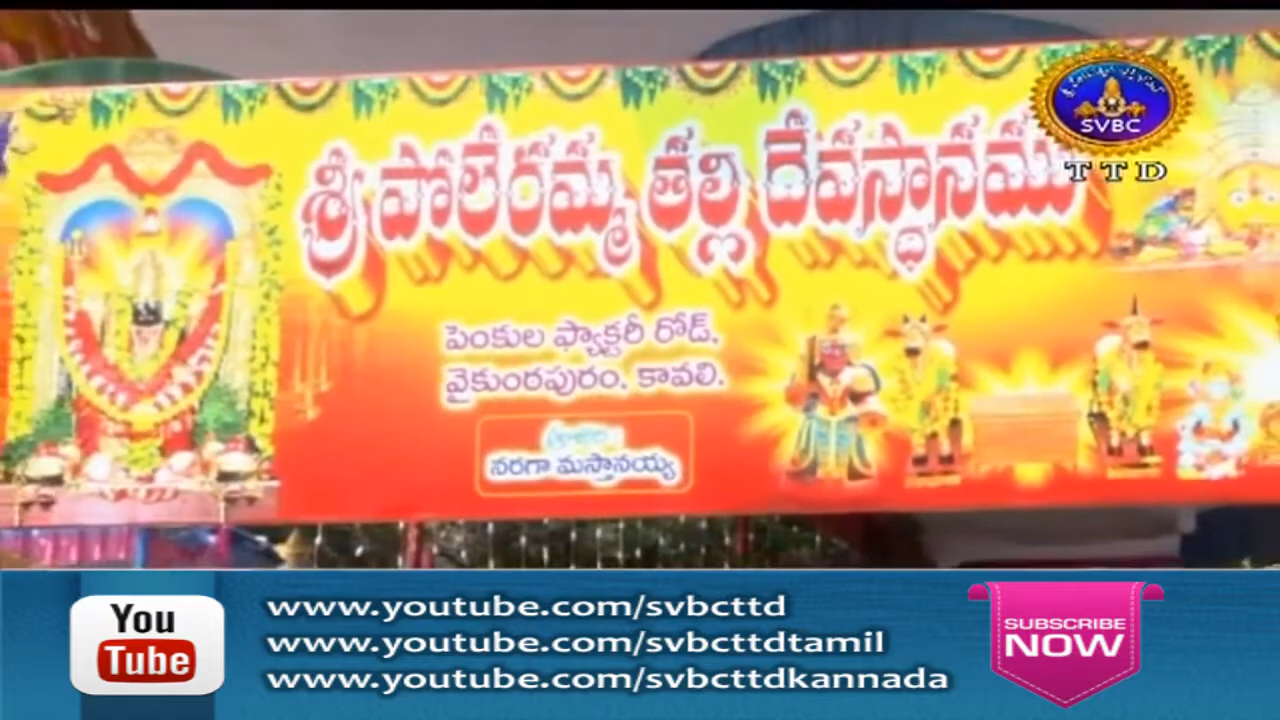 శ్రీ పోలేరమ్మ తల్లి దేవస్థానము
పెంకుల ఫ్యాక్టరీ రోడ్.
వైకుంఠపురం. కావలి.
నరగా మస్తానయ్య
SVBC
TTD
You
Tube
www.youtube.com/svbcttd
www.youtube.com/svbcttdtamil
www.youtube.com/svbcttdkannada
SUBSCRIBE
NOW